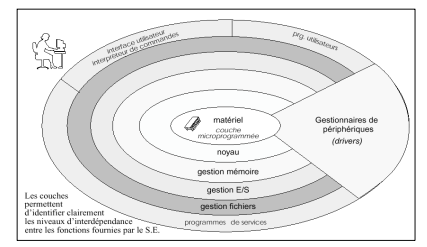 interface utilisateur
interpréteur de commandes
prg. utilisateurs
matériel
couche
microprogrammée
Gestionnaires de
périphériques
(drivers)
noyau
gestion mémoire
gestion E/S
gestion fichiers
programmes de services
Les couches
permettent
d'identifier clairement
les niveaux d'interdépendance
entre les fonctions fournies par le S.E.